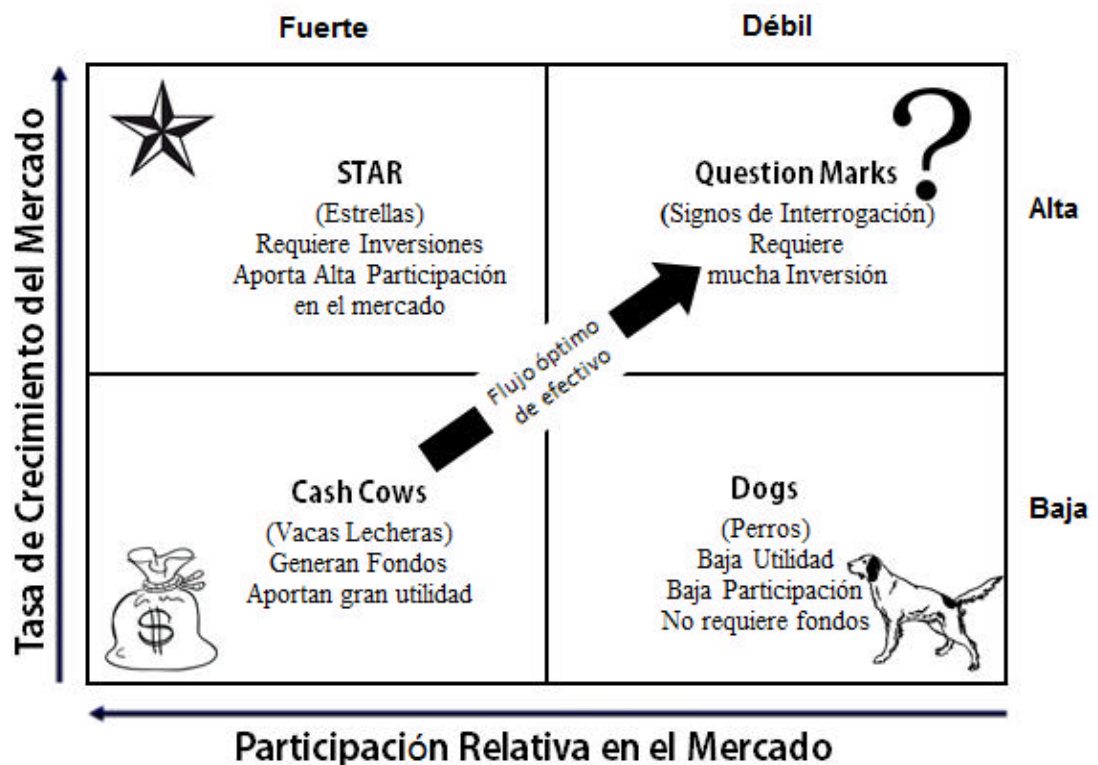 Fuerte
Débil
Tasa de Crecimiento del Mercado
STAR
(Estrellas)
Requiere Inversiones
Aporta Alta Participación
en el mercado
?
Question Marks
(Signos de Interrogación)
Requiere
mucha Inversión
Alta
Flujo óptimo
de efectivo
Cash Cows
(Vacas Lecheras)
Generan Fondos
Aportan gran utilidad
$
Dogs
(Perros)
Baja Utilidad
Baja Participación
No requiere fondos
Baja
Participación Relativa en el Mercado